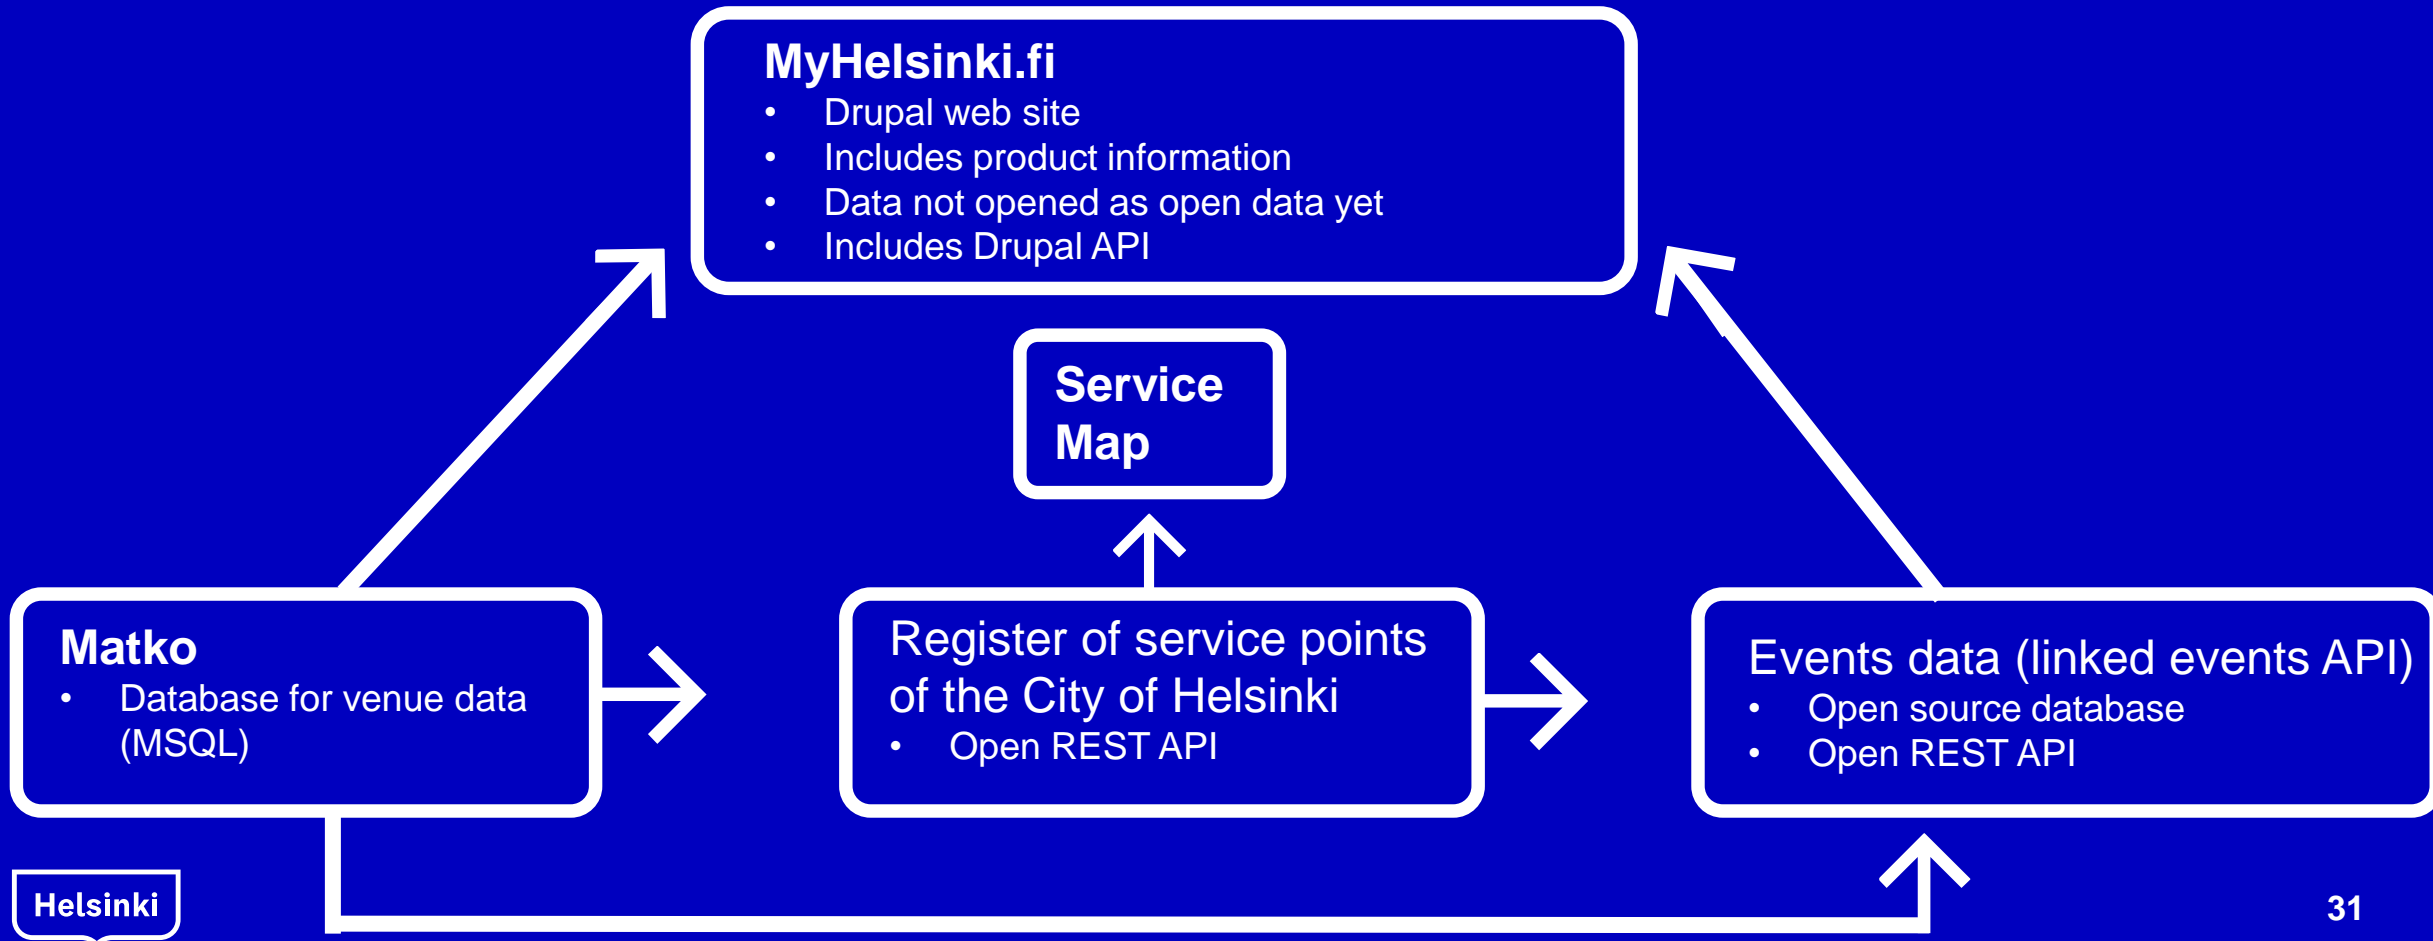 MyHelsinki.fi
• Drupal web site
• Includes product information
• Data not opened as open data yet
• Includes Drupal API
Service
Map
Matko
• Database for venue data
(MSQL)
Register of service points
of the City of Helsinki
• Open REST API
Events data (linked events API)
• Open source database
• Open REST API
Helsinki
31